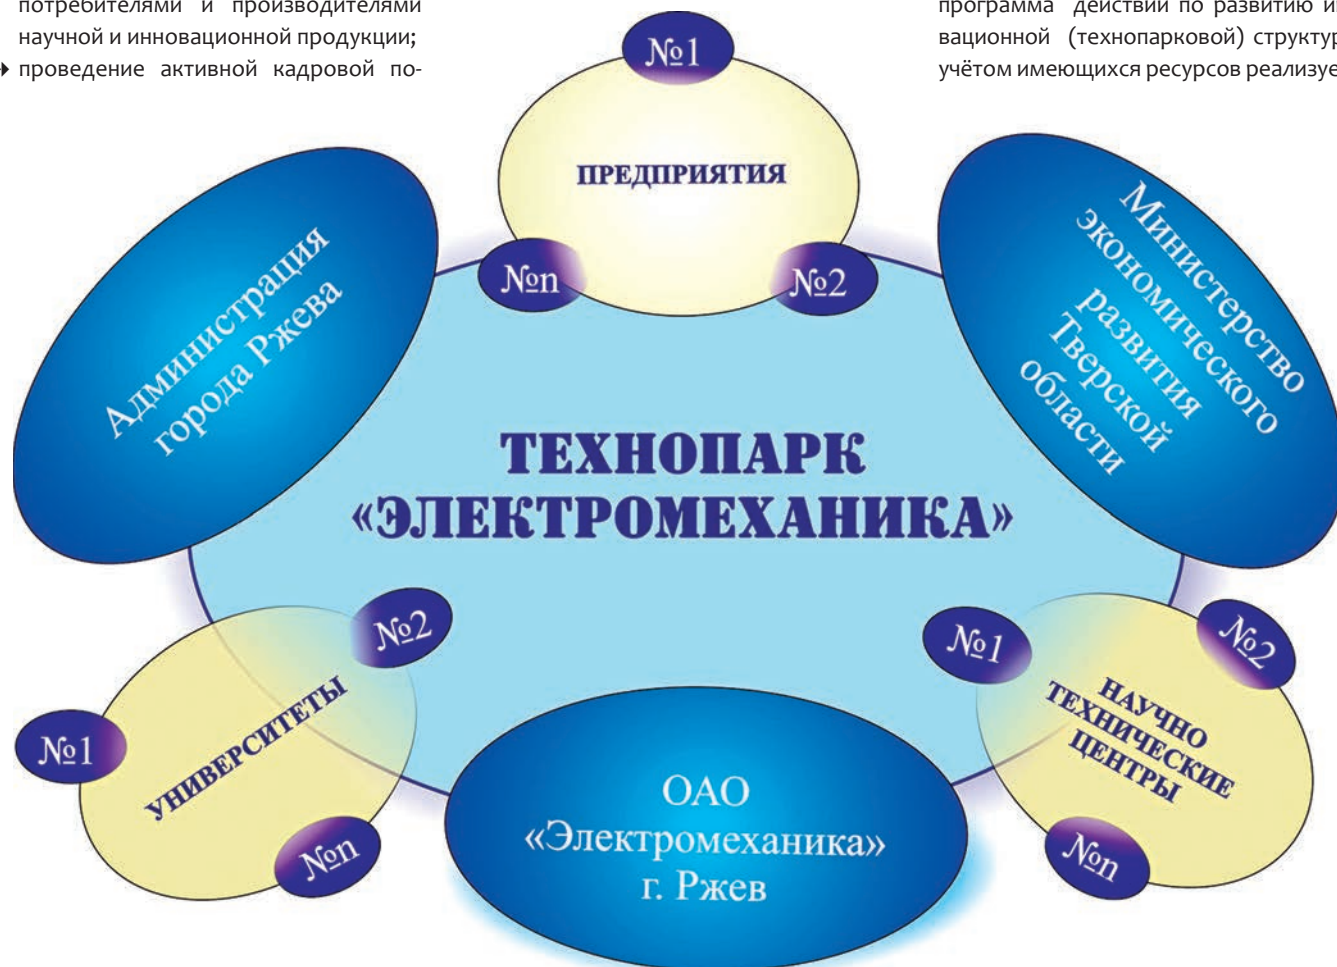 потребителями и производителями
научной и инновационной продукции;
проведение активной кадровой по-
программа действий по развитию
вационной (технопарковой)
учётом имеющихся ресурсов
№1
ПРЕДПРИЯТИЯ
№n
№2
Администрация
города Ржева
Министерство
экономического
развития
Тверской
области
ТЕХНОПАРК
«ЭЛЕКТРОМЕХАНИКА»
№2
УНИВЕРСИТЕТЫ
№1
№n
№1
№2
НАУЧНО
ТЕХНИЧЕСКИЕ
ЦЕНТРЫ
№n
ОАО
«Электромеханика»
г. Ржев